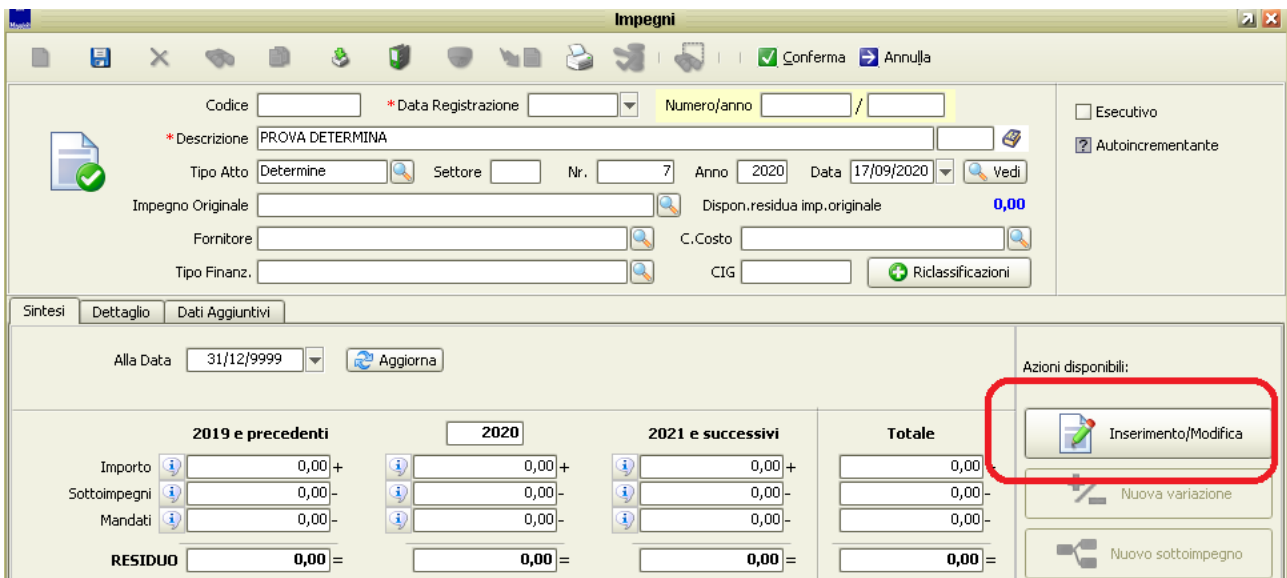 Impegni
Conferma Annulla
Codice *Data Registrazione Numero/anno /
Esecutivo
*Descrizione PROVA DETERMINA
? Autoincrementante
Tipo Atto Determine Settore Nr. 7 Anno 2020 Data 17/09/2020 Vedi
Impegno Originale Dispon.residua imp.originale 0,00
Fornitore C.Costo
Tipo Finanz. CIG Riclassificazioni
Sintesi Dettaglio Dati Aggiuntivi
Alla Data 31/12/9999 Aggiorna
Azioni disponibili:
2019 e precedenti 2020 2021 e successivi Totale
Inserimento/Modifica
Importo 0,00 + 0,00 + 0,00 + 0,00
Sottoimpegni 0,00 - 0,00 - 0,00 - 0,00 -
Nuova variazione
Mandati 0,00 - 0,00 - 0,00 - 0,00 -
RESIDUO 0,00 = 0,00 = 0,00 = 0,00 =
Nuovo sottoimpegno